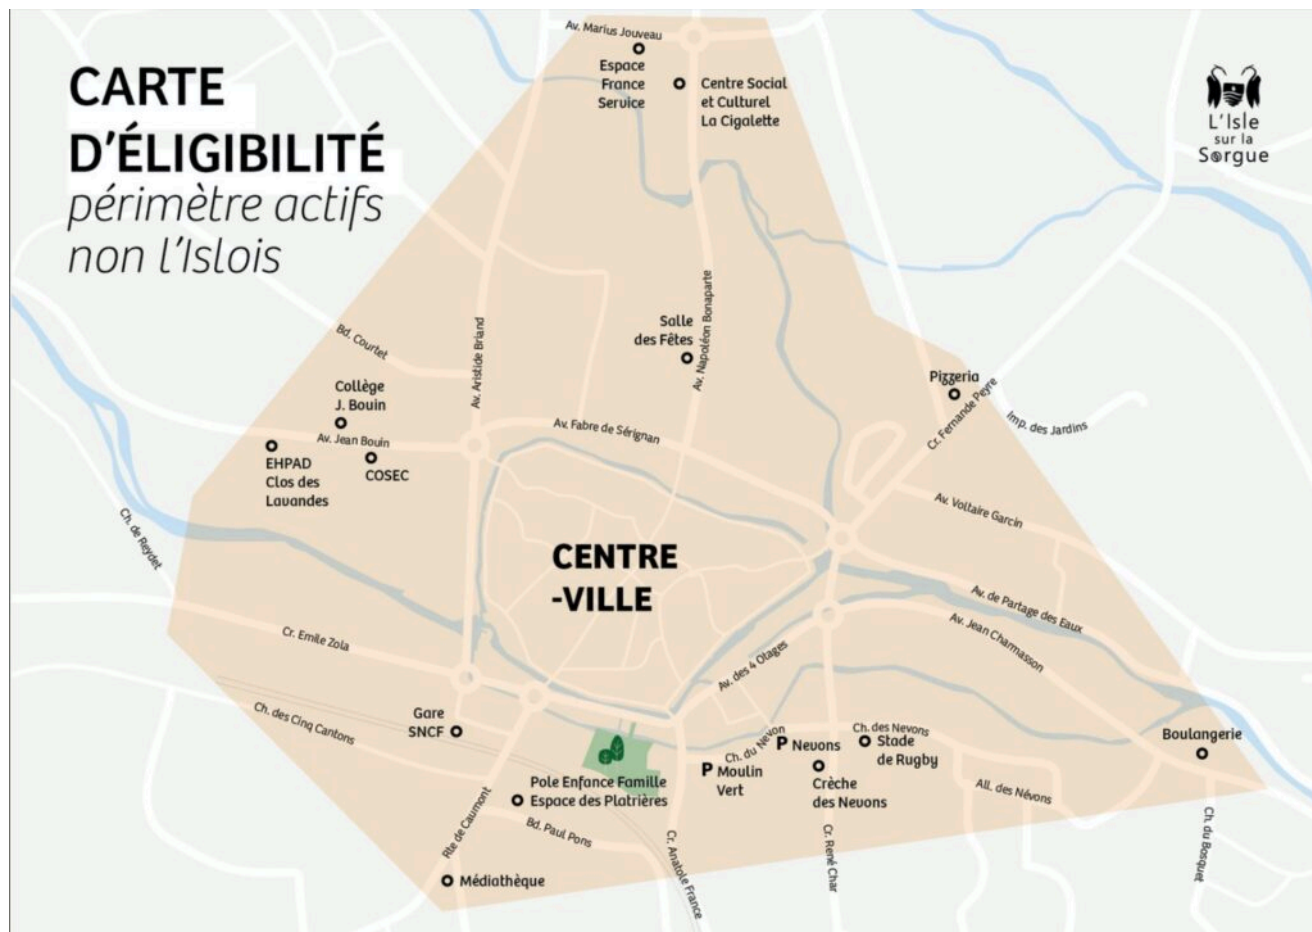 CARTE
D'ÉLIGIBILITÉ
périmètre actifs
non l'Islois
L'Isle
sur la
Sorgue
Av. Marius Jouveau
Espace
France
Service
Centre Social
et Culturel
La Cigalette
Bd. Courtet
Av. Aristide Briand
Salle
des Fêtes
Av. Napoléon Bonaparte
Pizzeria
Cr. Fernande Peyre
Imp. des Jardins
Collège
J. Bouin
Av. Jean Bouin
EHPAD
Clos des
Lavandes
COSEC
Av. Fabre de Sérignan
Av. Voltaire Garcin
Ch. de Reydet
CENTRE
-VILLE
Av. de Partage des Eaux
Av. Jean Charmasson
Cr. Emile Zola
Av. des 4 Otages
Ch. des Cinq Cantons
Gare
SNCF
Ch. du Nevon
P Nevons
Ch. des Nevons
Stade
de Rugby
Boulangerie
P Moulin
Vert
Crèche
des Nevons
All. des Névons
Pole Enfance Famille
Espace des Platrières
Rte de Caumont
Bd. Paul Pons
Cr. Anatole France
Cr. René Char
Ch. du Bosquet
Médiathèque